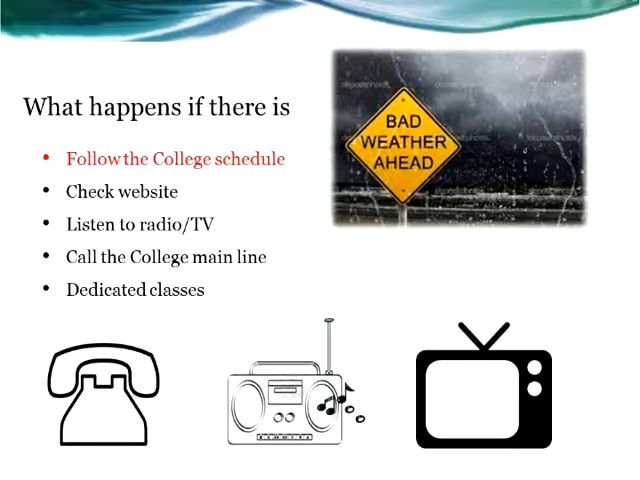 What happens if there is
BAD
WEATHER
AHEAD
• Follow the College schedule
• Check website
• Listen to radio/TV
• Call the College main line
• Dedicated classes